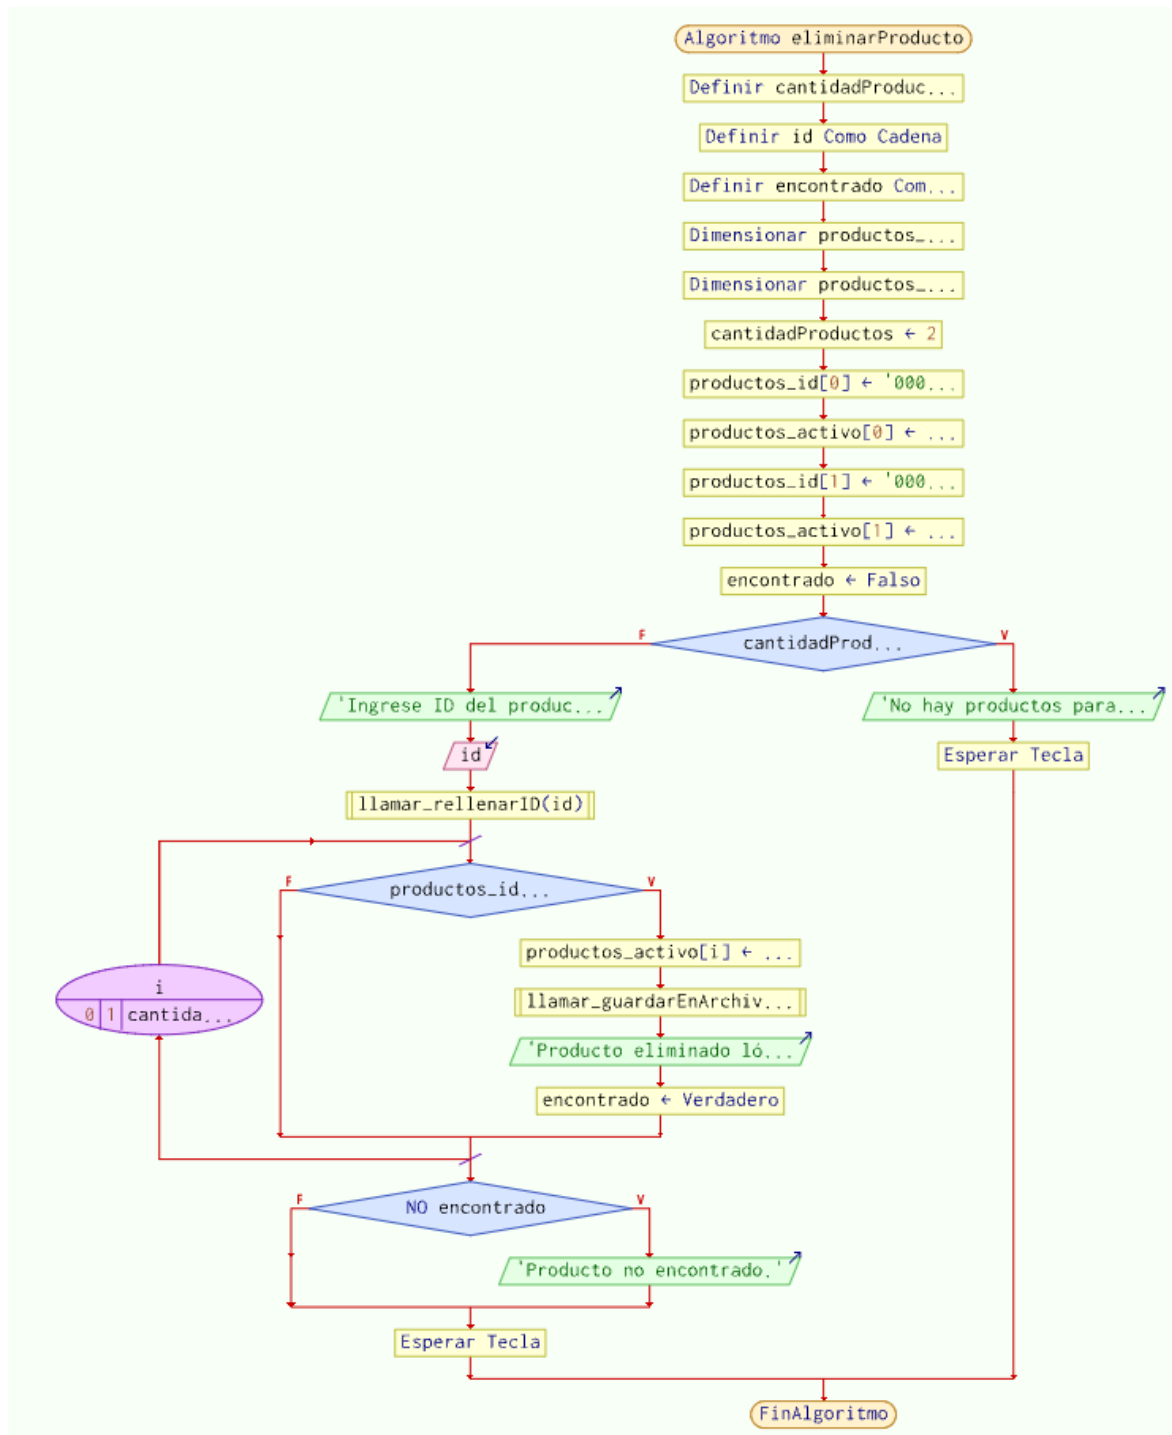 Algoritmo eliminarProducto
Definir cantidadProduc...
Definir id Como Cadena
Definir encontrado Com...
Dimensionar productos_...
Dimensionar productos_...
cantidadProductos ← 2
productos_id[0] ← '000...
productos_activo[0] ← ...
productos_id[1] ← '000...
productos_activo[1] ← ...
encontrado ← Falso
F
cantidadProd...
V
'Ingrese ID del produc...
'No hay productos para...
id
Esperar Tecla
llamar_rellenarID(id)
F
productos_id...
V
productos_activo[i] ← ...
i
0 1 cantida...
llamar_guardarEnArchiv...
'Producto eliminado ló...
encontrado ← Verdadero
F
NO encontrado
V
'Producto no encontrado.'
Esperar Tecla
FinAlgoritmo